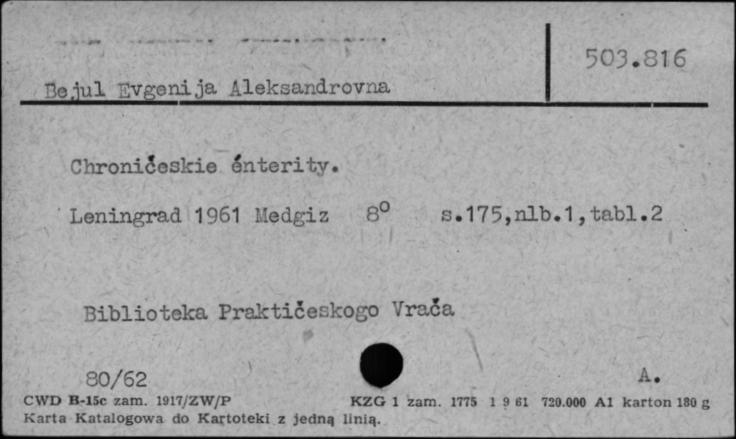 503.816
Bejul Evgenija Aleksandrovna
Chroničeskie énterity.
Leningrad 1961 Medgiz 8º s.175,nlb.1,tabl.2
Biblioteka Praktičeskogo Vrača
80/62 A.
CWD B-15c zam. 1917/ZW/P KZG 1 zam. 1775 1 9 61 720.000 A1 karton 180 g
Karta Katalogowa do Kartoteki z jedną linią.